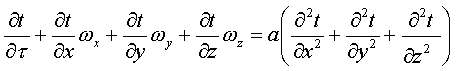 ∂t/∂τ + ∂t/∂x ω_x + ∂t/∂y ω_y + ∂t/∂z ω_z = a(∂²t/∂x² + ∂²t/∂y² + ∂²t/∂z²)